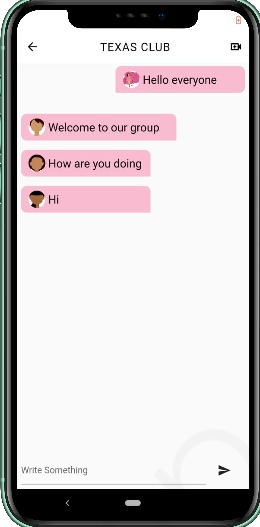 TEXAS CLUB
Hello everyone
Welcome to our group
How are you doing
Hi
Write Something